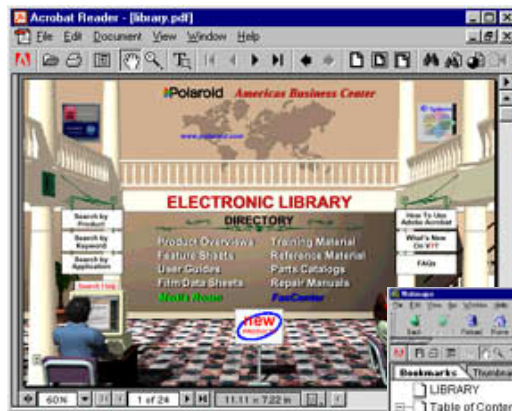 Acrobat Reader - [library.pdf]
File Edit Document View Window Help
Polaroid Americas Business Center
www.polaroid.com
ELECTRONIC LIBRARY
DIRECTORY
Search by Product
Search by Keyword
Search by Application
Search Help
Product Overviews Training Material
Feature Sheets Reference Material
User Guides Parts Catalogs
Film Data Sheets Repair Manuals
FaxCenter
How To Use Adobe Acrobat
What's New
FAQs
new
60% 1 of 24 11.11 x 7.22 in
Netscape
Bookmarks Thumbna
LIBRARY
Table of Conten